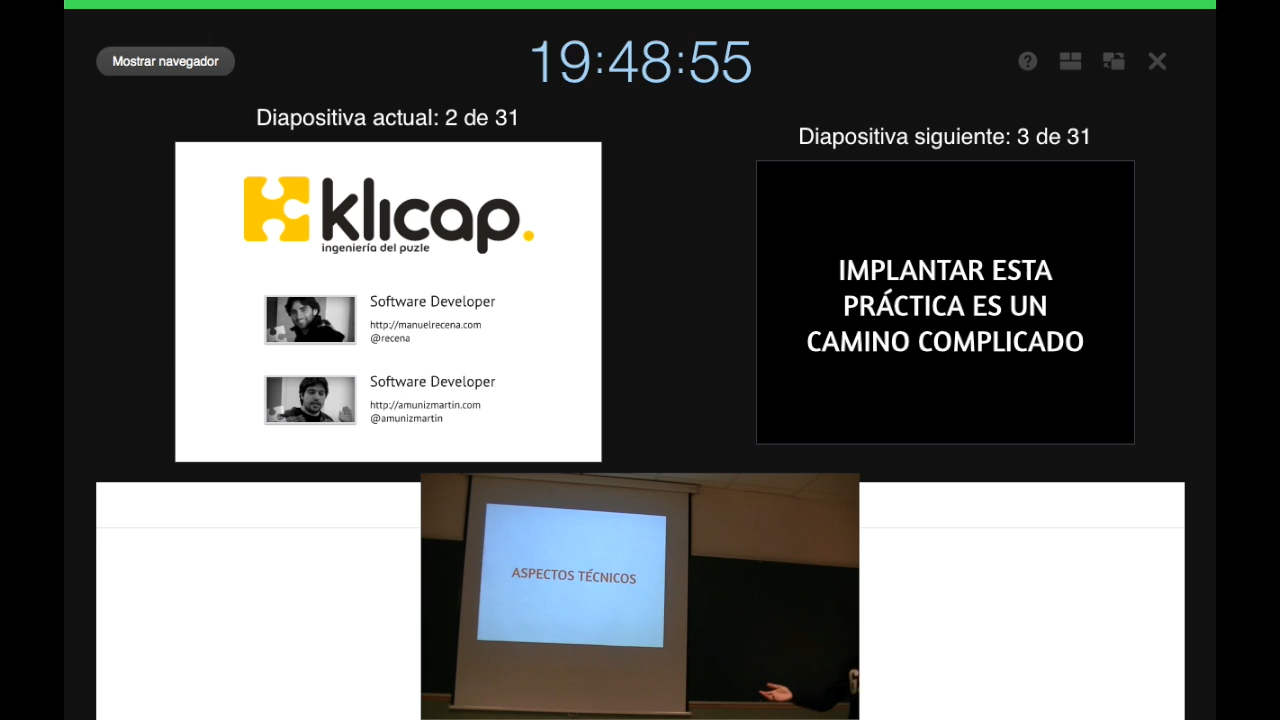 Mostrar navegador
19:48:55
Diapositiva actual: 2 de 31
Diapositiva siguiente: 3 de 31
klicap.
ingeniería del puzle
Software Developer
http://manuelrecena.com
@recena
Software Developer
http://amunizmartin.com
@amunizmartin
IMPLANTAR ESTA
PRÁCTICA ES UN
CAMINO COMPLICADO
ASPECTOS TÉCNICOS